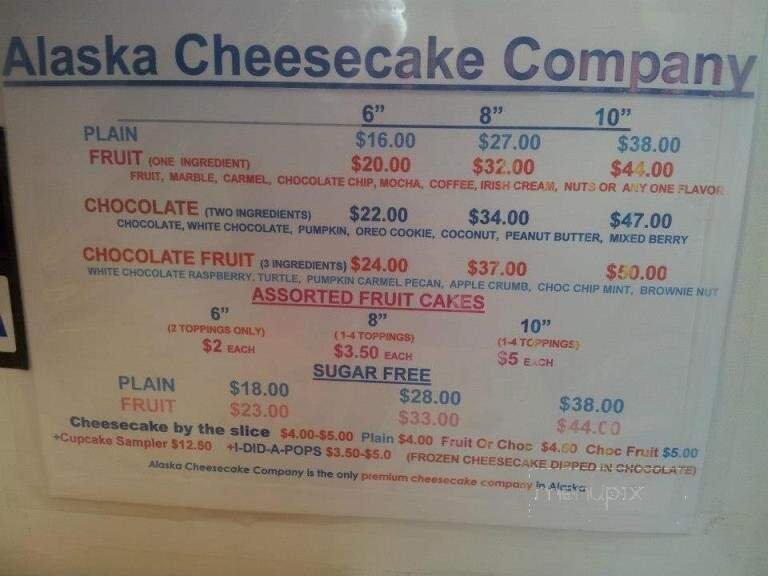 Alaska Cheesecake Company
6” 8” 10”
PLAIN $16.00 $27.00 $38.00
FRUIT (ONE INGREDIENT) $20.00 $32.00 $44.00
FRUIT, MARBLE, CARMEL, CHOCOLATE CHIP, MOCHA, COFFEE, IRISH CREAM, NUTS OR ANY ONE FLAVOR
CHOCOLATE (TWO INGREDIENTS) $22.00 $34.00 $47.00
CHOCOLATE, WHITE CHOCOLATE, PUMPKIN, OREO COOKIE, COCONUT, PEANUT BUTTER, MIXED BERRY
CHOCOLATE FRUIT (3 INGREDIENTS) $24.00 $37.00 $50.00
WHITE CHOCOLATE RASPBERRY, TURTLE, PUMPKIN CARMEL PECAN, APPLE CRUMB, CHOC CHIP MINT, BROWNIE NUT
ASSORTED FRUIT CAKES
6” 8” 10”
(2 TOPPINGS ONLY) (1-4 TOPPINGS) (1-4 TOPPINGS)
$2 EACH $3.50 EACH $5 EACH
SUGAR FREE
PLAIN $18.00 $28.00 $38.00
FRUIT $23.00 $33.00 $44.00
Cheesecake by the slice $4.00-$5.00 Plain $4.00 Fruit Or Choc $4.50 Choc Fruit $5.00
+Cupcake Sampler $12.50 +I-DID-A-POPS $3.50-$5.0 (FROZEN CHEESECAKE DIPPED IN CHOCOLATE)
Alaska Cheesecake Company is the only premium cheesecake company in Alaska
menupix